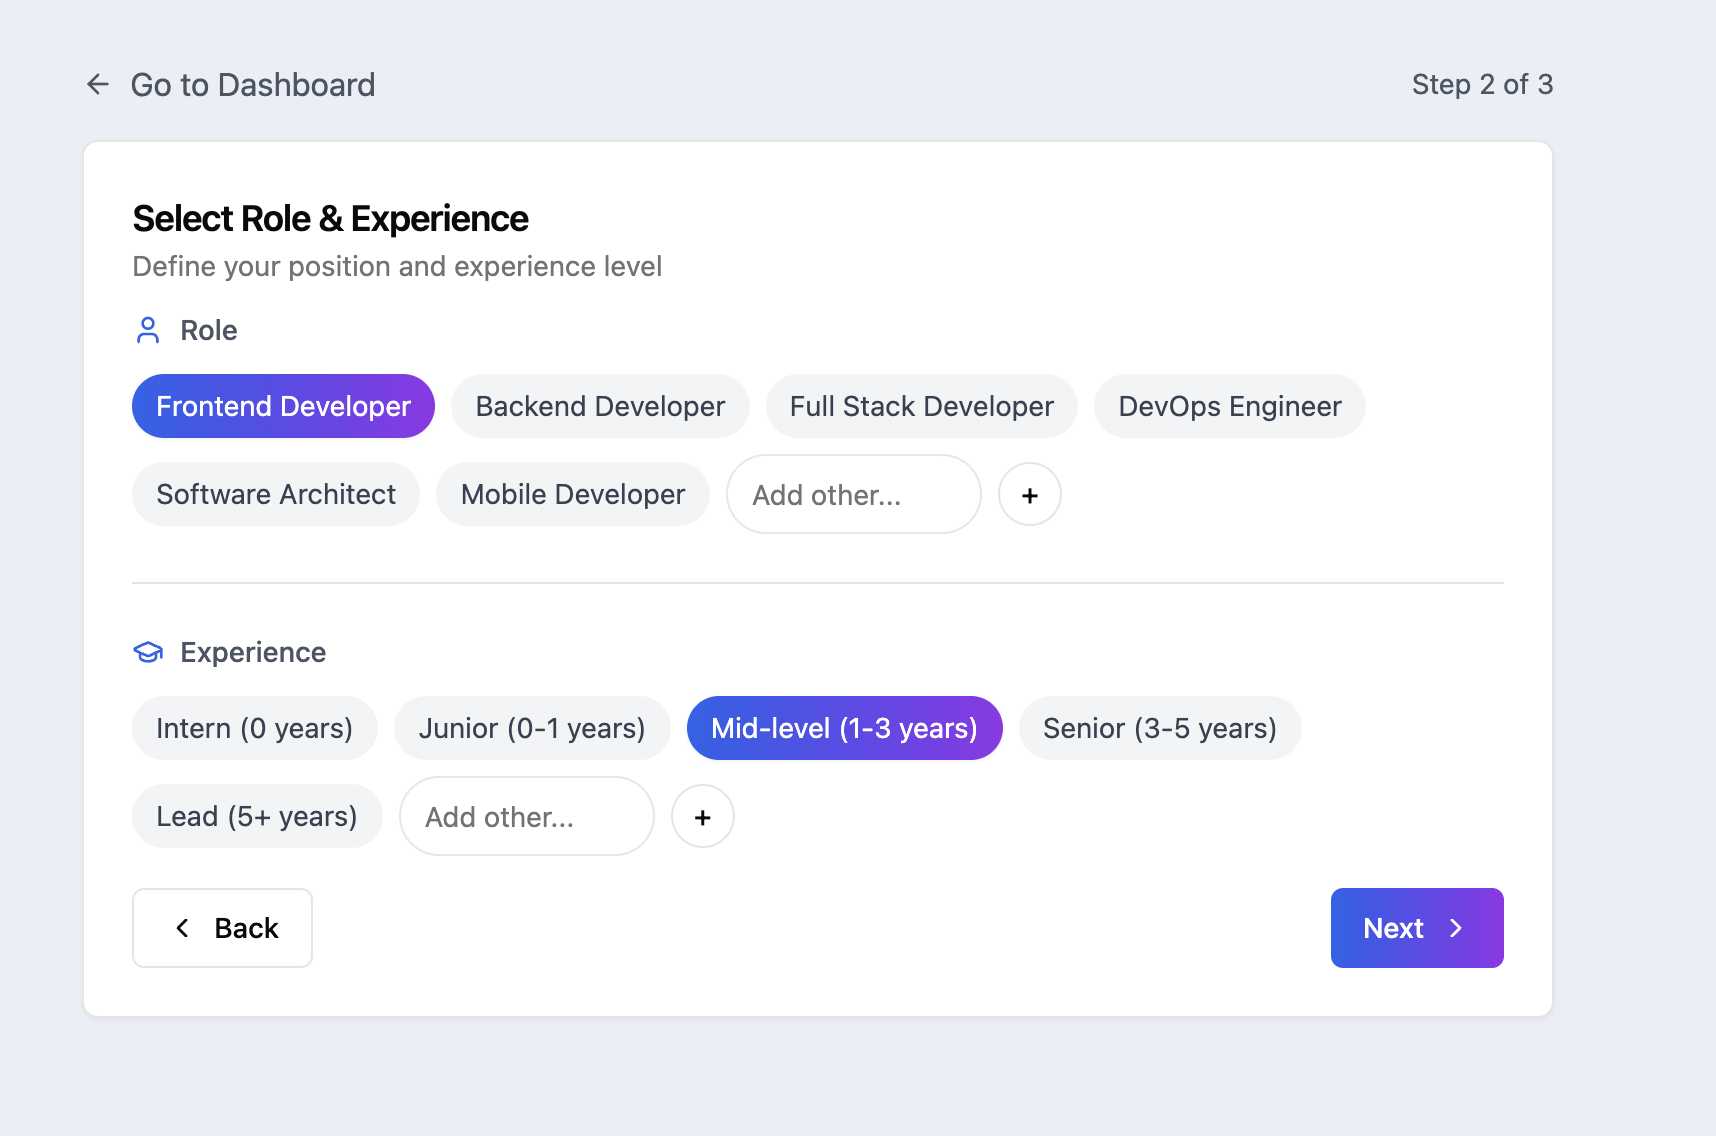 Go to Dashboard
Step 2 of 3
Select Role & Experience
Define your position and experience level
Role
Frontend Developer Backend Developer Full Stack Developer DevOps Engineer
Software Architect Mobile Developer Add other... +
Experience
Intern (0 years) Junior (0-1 years) Mid-level (1-3 years) Senior (3-5 years)
Lead (5+ years) Add other... +
Back
Next